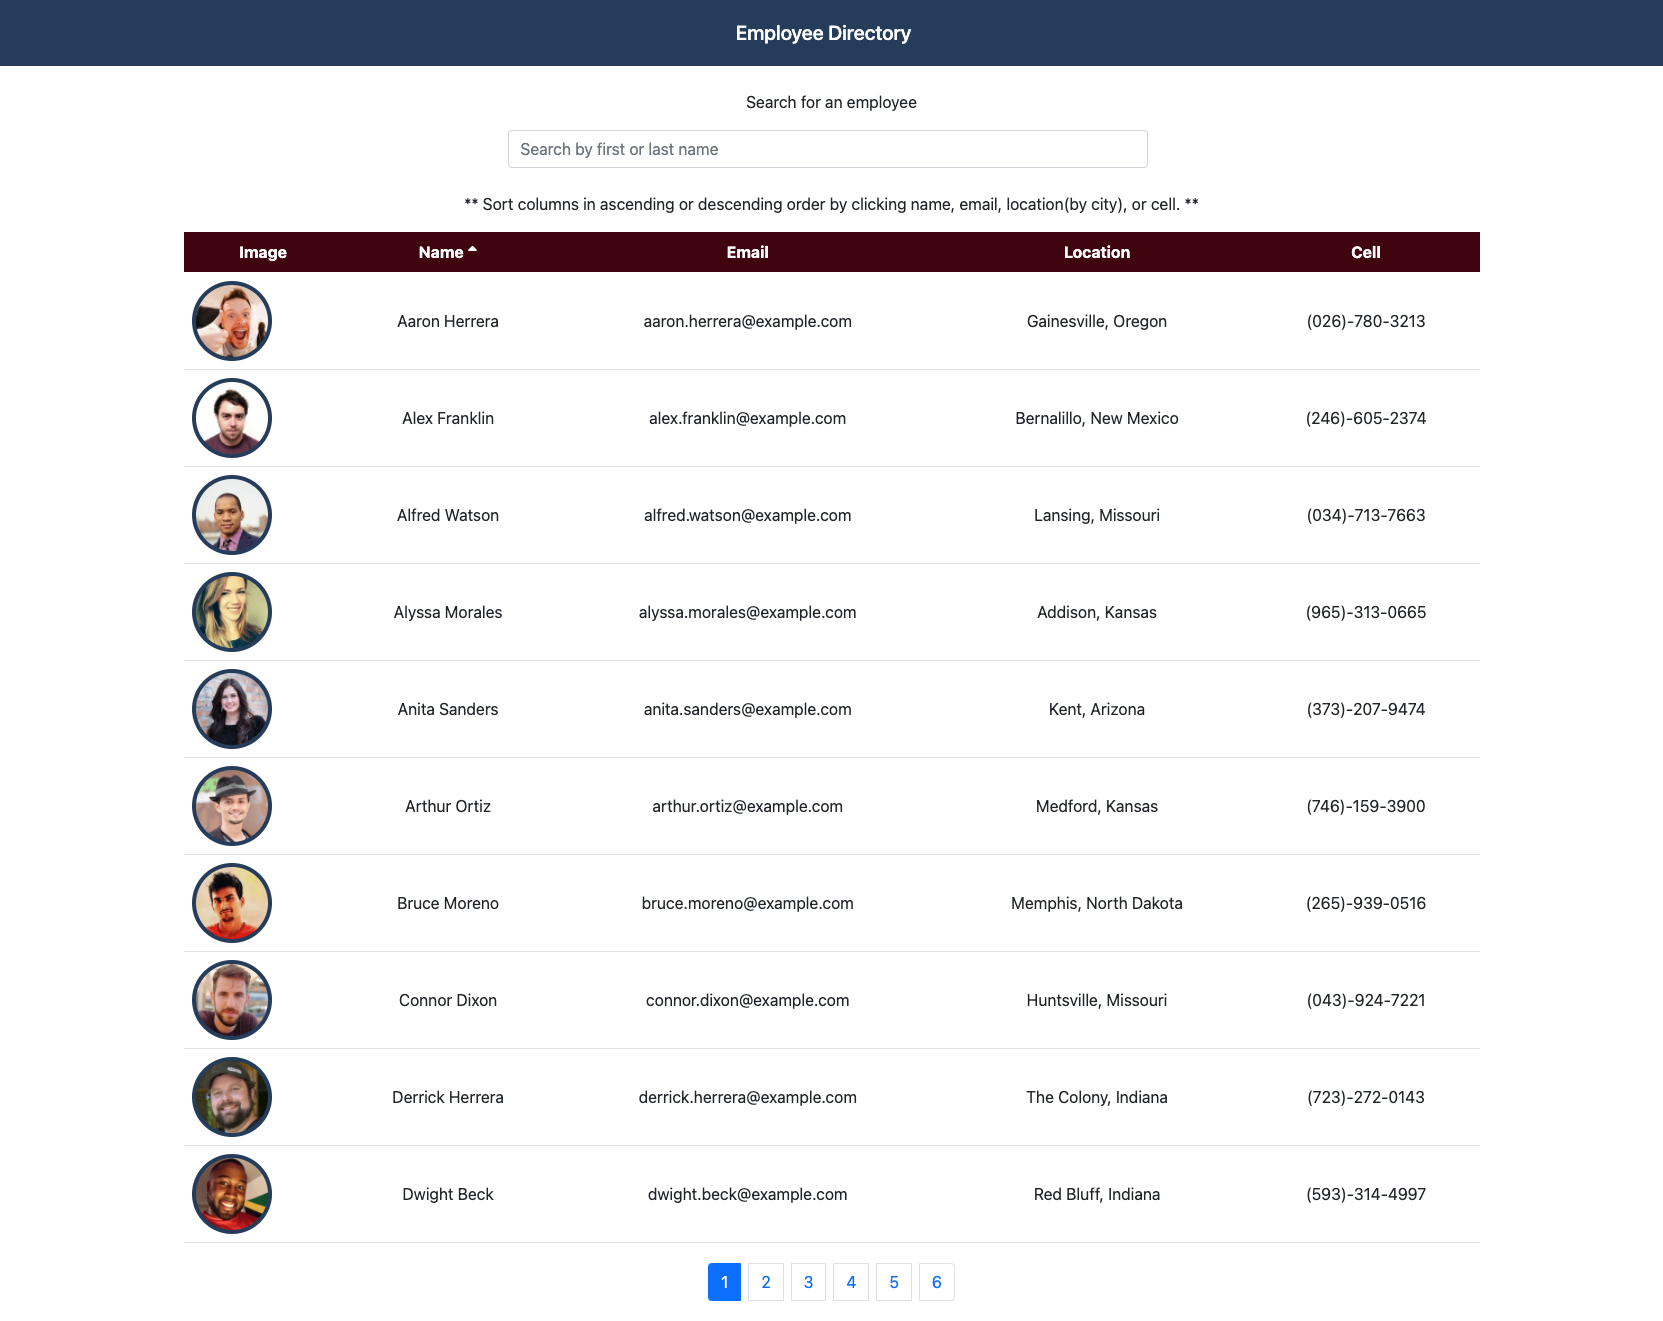 Employee Directory
Search for an employee
Search by first or last name
** Sort columns in ascending or descending order by clicking name, email, location(by city), or cell. **
Image Name Email Location Cell
Aaron Herrera aaron.herrera@example.com Gainesville, Oregon (026)-780-3213
Alex Franklin alex.franklin@example.com Bernalillo, New Mexico (246)-605-2374
Alfred Watson alfred.watson@example.com Lansing, Missouri (034)-713-7663
Alyssa Morales alyssa.morales@example.com Addison, Kansas (965)-313-0665
Anita Sanders anita.sanders@example.com Kent, Arizona (373)-207-9474
Arthur Ortiz arthur.ortiz@example.com Medford, Kansas (746)-159-3900
Bruce Moreno bruce.moreno@example.com Memphis, North Dakota (265)-939-0516
Connor Dixon connor.dixon@example.com Huntsville, Missouri (043)-924-7221
Derrick Herrera derrick.herrera@example.com The Colony, Indiana (723)-272-0143
Dwight Beck dwight.beck@example.com Red Bluff, Indiana (593)-314-4997
1 2 3 4 5 6